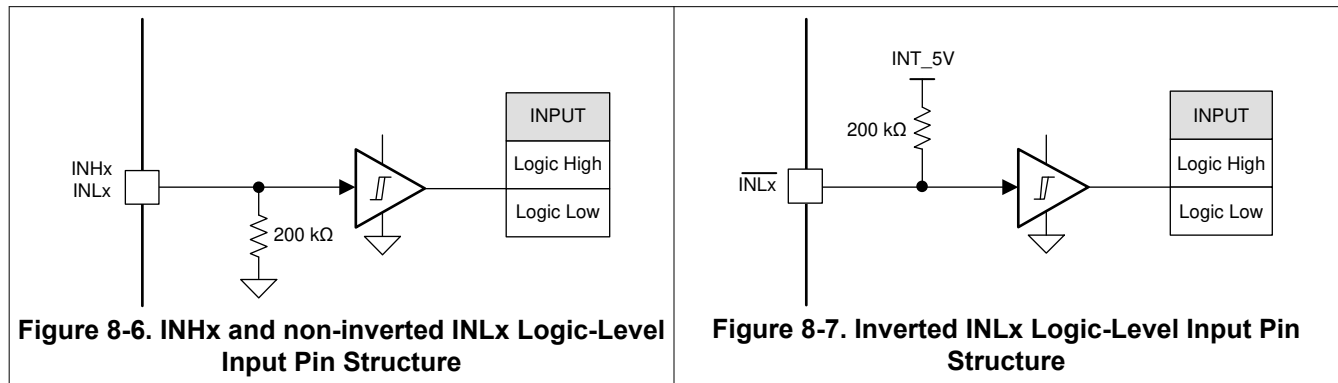 INHx
INLx
200 kΩ
INPUT
Logic High
Logic Low
Figure 8-6. INHx and non-inverted INLx Logic-Level
Input Pin Structure
INT_5V
200 kΩ
INLx
INPUT
Logic High
Logic Low
Figure 8-7. Inverted INLx Logic-Level Input Pin
Structure